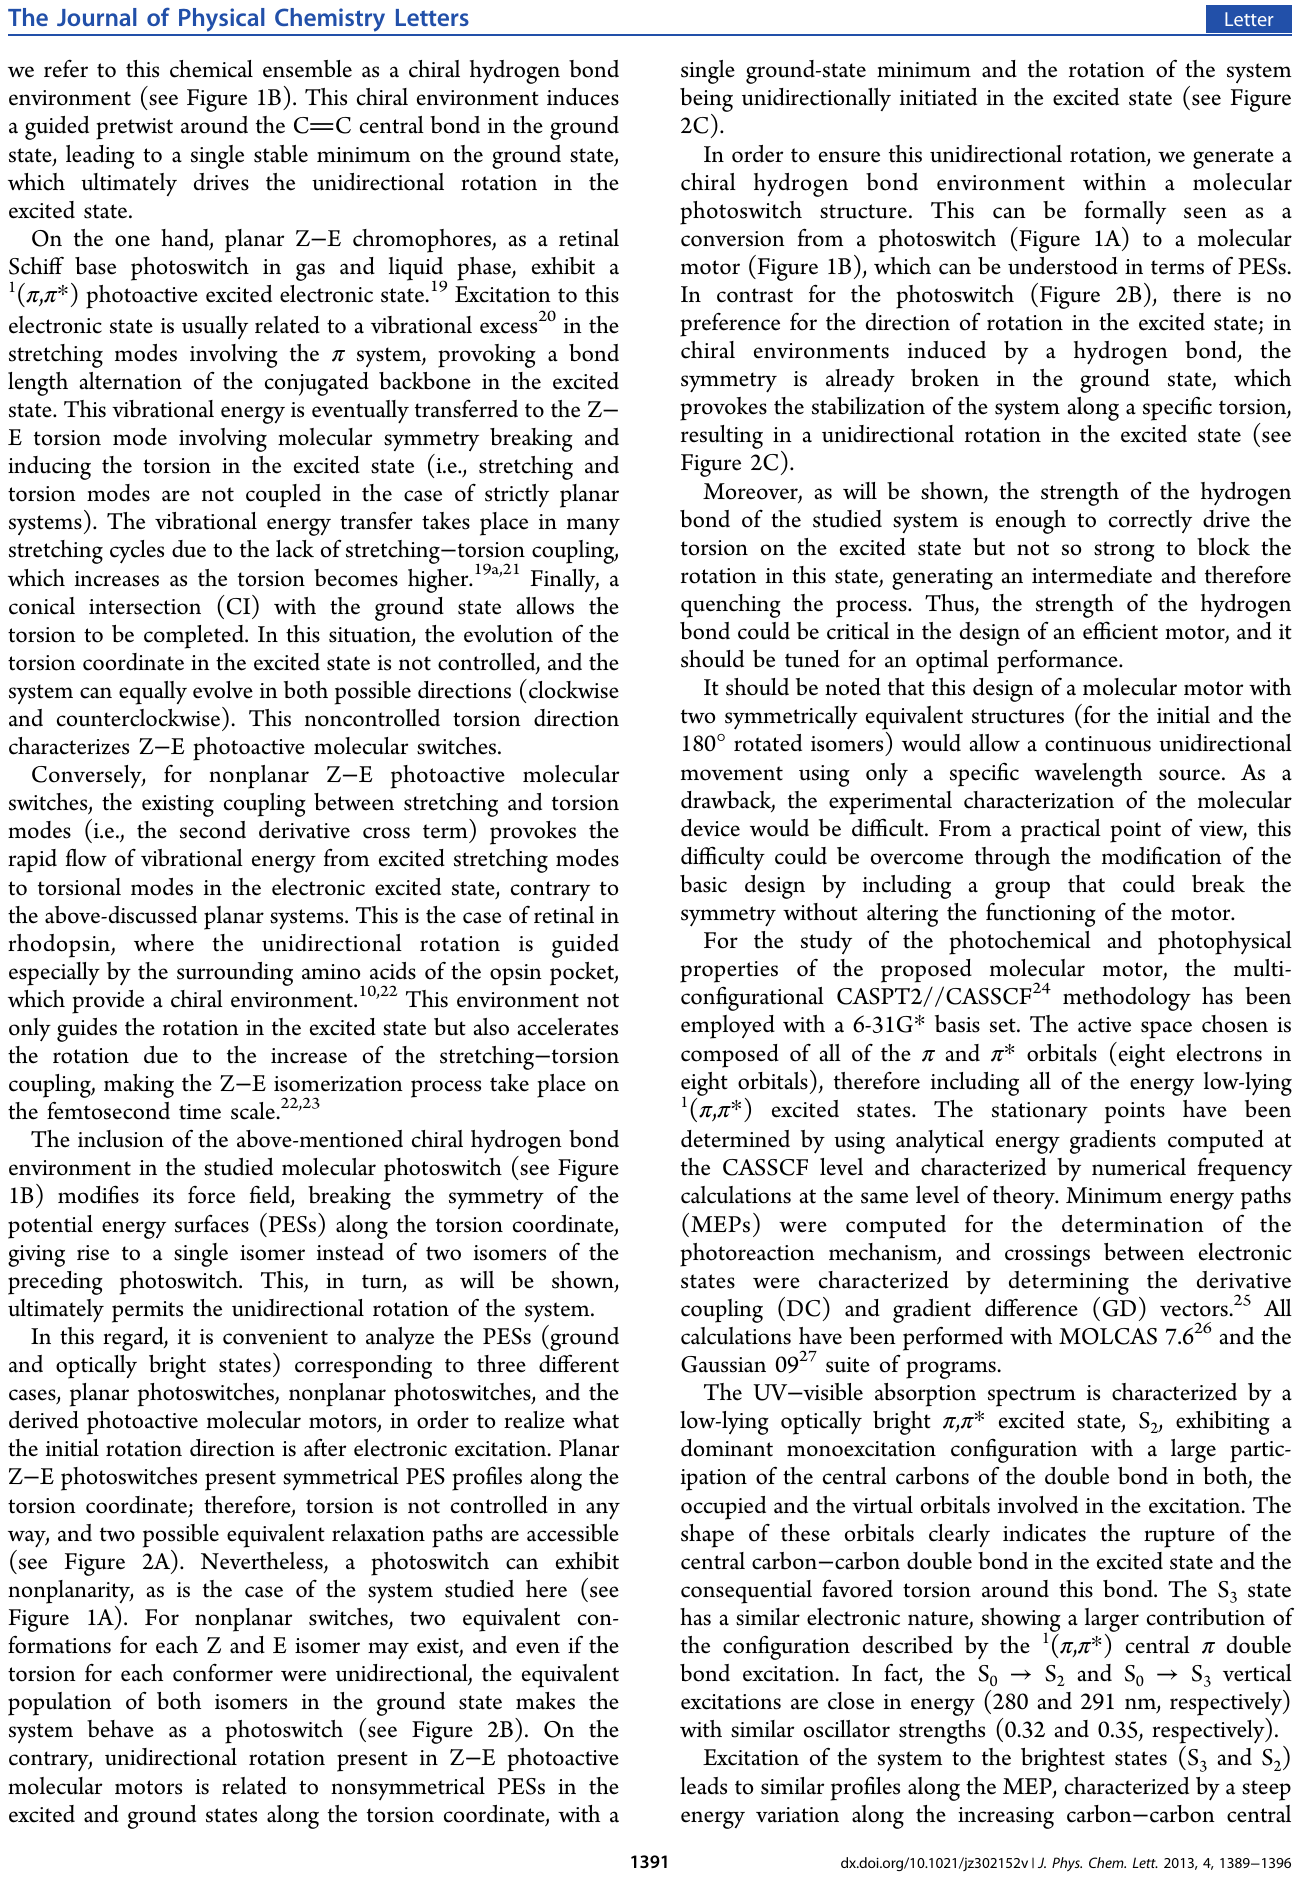 The Journal of Physical Chemistry Letters
Letter
we refer to this chemical ensemble as a chiral hydrogen bond
environment (see Figure 1B). This chiral environment induces
a guided pretwist around the C=C central bond in the ground
state, leading to a single stable minimum on the ground state,
which ultimately drives the unidirectional rotation in the
excited state.
On the one hand, planar Z−E chromophores, as a retinal
Schiff base photoswitch in gas and liquid phase, exhibit a
¹(π,π*) photoactive excited electronic state.¹⁹ Excitation to this
electronic state is usually related to a vibrational excess²⁰ in the
stretching modes involving the π system, provoking a bond
length alternation of the conjugated backbone in the excited
state. This vibrational energy is eventually transferred to the Z−
E torsion mode involving molecular symmetry breaking and
inducing the torsion in the excited state (i.e., stretching and
torsion modes are not coupled in the case of strictly planar
systems). The vibrational energy transfer takes place in many
stretching cycles due to the lack of stretching−torsion coupling,
which increases as the torsion becomes higher.¹⁹ᵃ,²¹ Finally, a
conical intersection (CI) with the ground state allows the
torsion to be completed. In this situation, the evolution of the
torsion coordinate in the excited state is not controlled, and the
system can equally evolve in both possible directions (clockwise
and counterclockwise). This noncontrolled torsion direction
characterizes Z−E photoactive molecular switches.
Conversely, for nonplanar Z−E photoactive molecular
switches, the existing coupling between stretching and torsion
modes (i.e., the second derivative cross term) provokes the
rapid flow of vibrational energy from excited stretching modes
to torsional modes in the electronic excited state, contrary to
the above-discussed planar systems. This is the case of retinal in
rhodopsin, where the unidirectional rotation is guided
especially by the surrounding amino acids of the opsin pocket,
which provide a chiral environment.¹⁰,²² This environment not
only guides the rotation in the excited state but also accelerates
the rotation due to the increase of the stretching−torsion
coupling, making the Z−E isomerization process take place on
the femtosecond time scale.²²,²³
The inclusion of the above-mentioned chiral hydrogen bond
environment in the studied molecular photoswitch (see Figure
1B) modifies its force field, breaking the symmetry of the
potential energy surfaces (PESs) along the torsion coordinate,
giving rise to a single isomer instead of two isomers of the
preceding photoswitch. This, in turn, as will be shown,
ultimately permits the unidirectional rotation of the system.
In this regard, it is convenient to analyze the PESs (ground
and optically bright states) corresponding to three different
cases, planar photoswitches, nonplanar photoswitches, and the
derived photoactive molecular motors, in order to realize what
the initial rotation direction is after electronic excitation. Planar
Z−E photoswitches present symmetrical PES profiles along the
torsion coordinate; therefore, torsion is not controlled in any
way, and two possible equivalent relaxation paths are accessible
(see Figure 2A). Nevertheless, a photoswitch can exhibit
nonplanarity, as is the case of the system studied here (see
Figure 1A). For nonplanar switches, two equivalent con-
formations for each Z and E isomer may exist, and even if the
torsion for each conformer were unidirectional, the equivalent
population of both isomers in the ground state makes the
system behave as a photoswitch (see Figure 2B). On the
contrary, unidirectional rotation present in Z−E photoactive
molecular motors is related to nonsymmetrical PESs in the
excited and ground states along the torsion coordinate, with a
single ground-state minimum and the rotation of the system
being unidirectionally initiated in the excited state (see Figure
2C).
In order to ensure this unidirectional rotation, we generate a
chiral hydrogen bond environment within a molecular
photoswitch structure. This can be formally seen as a
conversion from a photoswitch (Figure 1A) to a molecular
motor (Figure 1B), which can be understood in terms of PESs.
In contrast for the photoswitch (Figure 2B), there is no
preference for the direction of rotation in the excited state; in
chiral environments induced by a hydrogen bond, the
symmetry is already broken in the ground state, which
provokes the stabilization of the system along a specific torsion,
resulting in a unidirectional rotation in the excited state (see
Figure 2C).
Moreover, as will be shown, the strength of the hydrogen
bond of the studied system is enough to correctly drive the
torsion on the excited state but not so strong to block the
rotation in this state, generating an intermediate and therefore
quenching the process. Thus, the strength of the hydrogen
bond could be critical in the design of an efficient motor, and it
should be tuned for an optimal performance.
It should be noted that this design of a molecular motor with
two symmetrically equivalent structures (for the initial and the
180° rotated isomers) would allow a continuous unidirectional
movement using only a specific wavelength source. As a
drawback, the experimental characterization of the molecular
device would be difficult. From a practical point of view, this
difficulty could be overcome through the modification of the
basic design by including a group that could break the
symmetry without altering the functioning of the motor.
For the study of the photochemical and photophysical
properties of the proposed molecular motor, the multi-
configurational CASPT2//CASSCF²⁴ methodology has been
employed with a 6-31G* basis set. The active space chosen is
composed of all of the π and π* orbitals (eight electrons in
eight orbitals), therefore including all of the energy low-lying
¹(π,π*) excited states. The stationary points have been
determined by using analytical energy gradients computed at
the CASSCF level and characterized by numerical frequency
calculations at the same level of theory. Minimum energy paths
(MEPs) were computed for the determination of the
photoreaction mechanism, and crossings between electronic
states were characterized by determining the derivative
coupling (DC) and gradient difference (GD) vectors.²⁵ All
calculations have been performed with MOLCAS 7.6²⁶ and the
Gaussian 09²⁷ suite of programs.
The UV−visible absorption spectrum is characterized by a
low-lying optically bright π,π* excited state, S₂, exhibiting a
dominant monoexcitation configuration with a large partic-
ipation of the central carbons of the double bond in both, the
occupied and the virtual orbitals involved in the excitation. The
shape of these orbitals clearly indicates the rupture of the
central carbon−carbon double bond in the excited state and the
consequential favored torsion around this bond. The S₃ state
has a similar electronic nature, showing a larger contribution of
the configuration described by the ¹(π,π*) central π double
bond excitation. In fact, the S₀ → S₂ and S₀ → S₃ vertical
excitations are close in energy (280 and 291 nm, respectively)
with similar oscillator strengths (0.32 and 0.35, respectively).
Excitation of the system to the brightest states (S₃ and S₂)
leads to similar profiles along the MEP, characterized by a steep
energy variation along the increasing carbon−carbon central
1391
dx.doi.org/10.1021/jz302152v | J. Phys. Chem. Lett. 2013, 4, 1389−1396